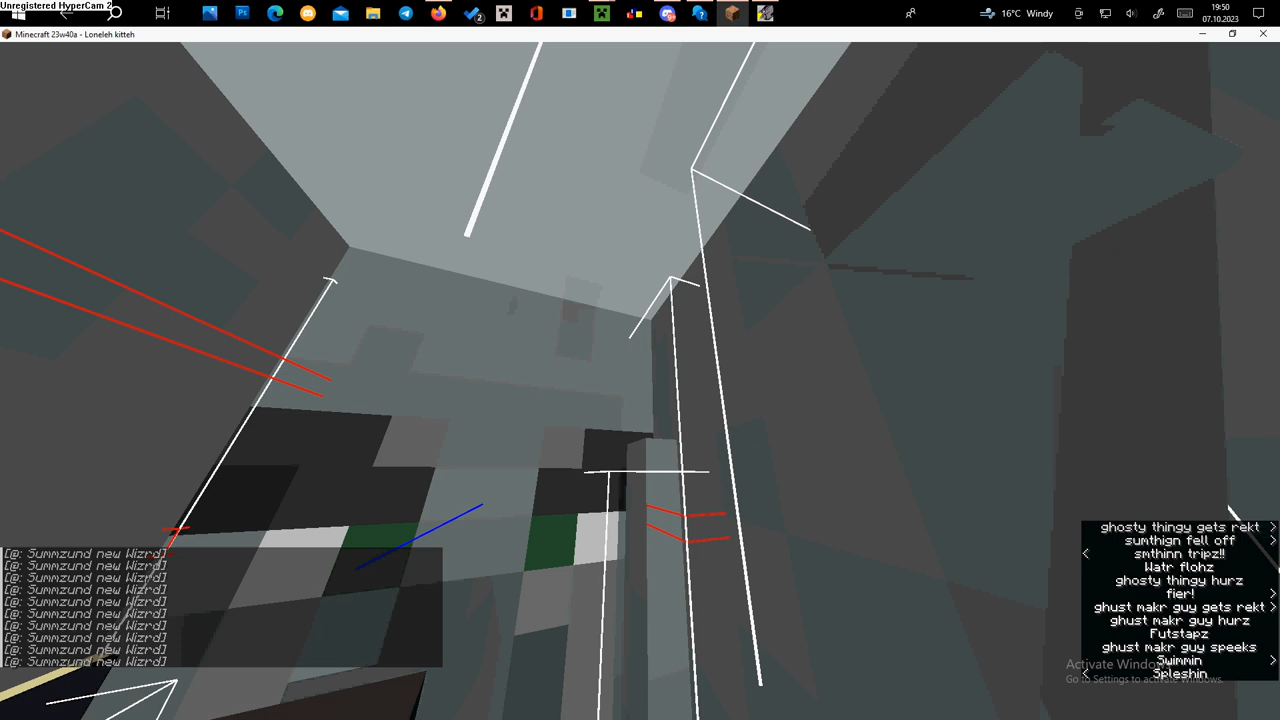 Unregistered HyperCam 2
2
16°C Windy
19:50
07.10.2023
Minecraft 23w40a - Loneleh kitteh
[@: Summzund new Wizrd]
[@: Summzund new Wizrd]
[@: Summzund new Wizrd]
[@: Summzund new Wizrd]
[@: Summzund new Wizrd]
[@: Summzund new Wizrd]
[@: Summzund new Wizrd]
[@: Summzund new Wizrd]
[@: Summzund new Wizrd]
[@: Summzund new Wizrd]
ghosty thingy gets rekt >
sumthign fell off >
< smthinn tripz!!
Watr flohz
ghosty thingy hurz
fier! >
ghust makr guy gets rekt >
ghust makr guy hurz
Futstapz
ghust makr guy speeks
Swimmin >
< Spleshin
Activate Windows
Go to Settings to activate Windows.